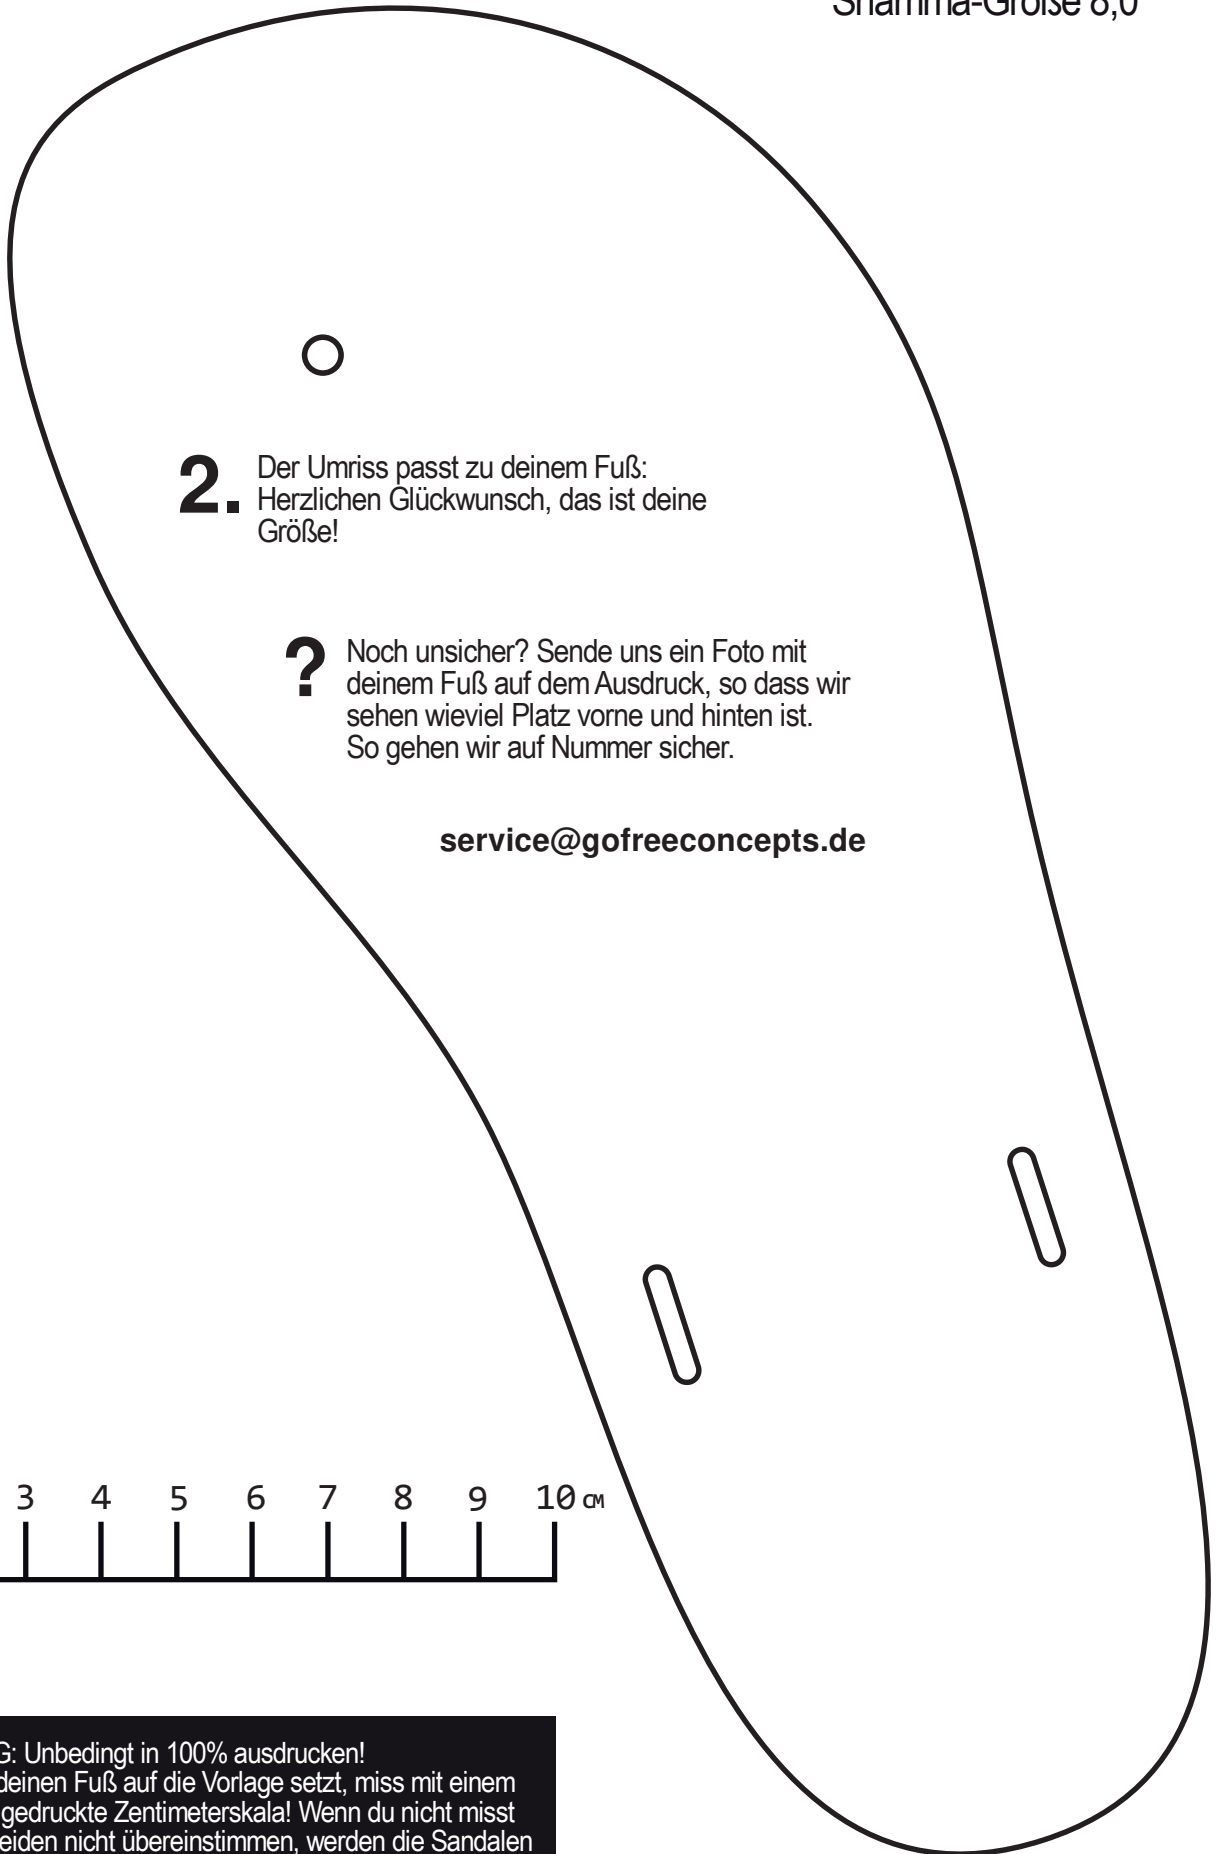 Shamma-Größe 8,0
2. Der Umriss passt zu deinem Fuß:
Herzlichen Glückwunsch, das ist deine
Größe!
? Noch unsicher? Sende uns ein Foto mit
deinem Fuß auf dem Ausdruck, so dass wir
sehen wieviel Platz vorne und hinten ist.
So gehen wir auf Nummer sicher.
service@gofreeconcepts.de
3 4 5 6 7 8 9 10 CM
G: Unbedingt in 100% ausdrucken!
deinen Fuß auf die Vorlage setzt, miss mit einem
gedruckte Zentimeterskala! Wenn du nicht misst
eiden nicht übereinstimmen, werden die Sandalen